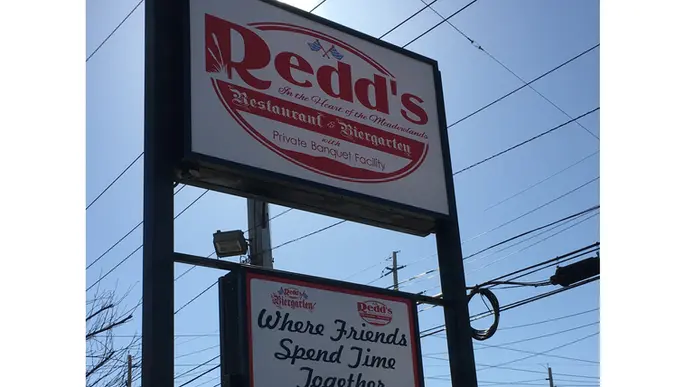 Redd's
In the Heart of the Meadowlands
Restaurant & Biergarten
with
Private Banquet Facility
Redd's
Biergarten
Redd's
Where Friends
Spend Time
Together